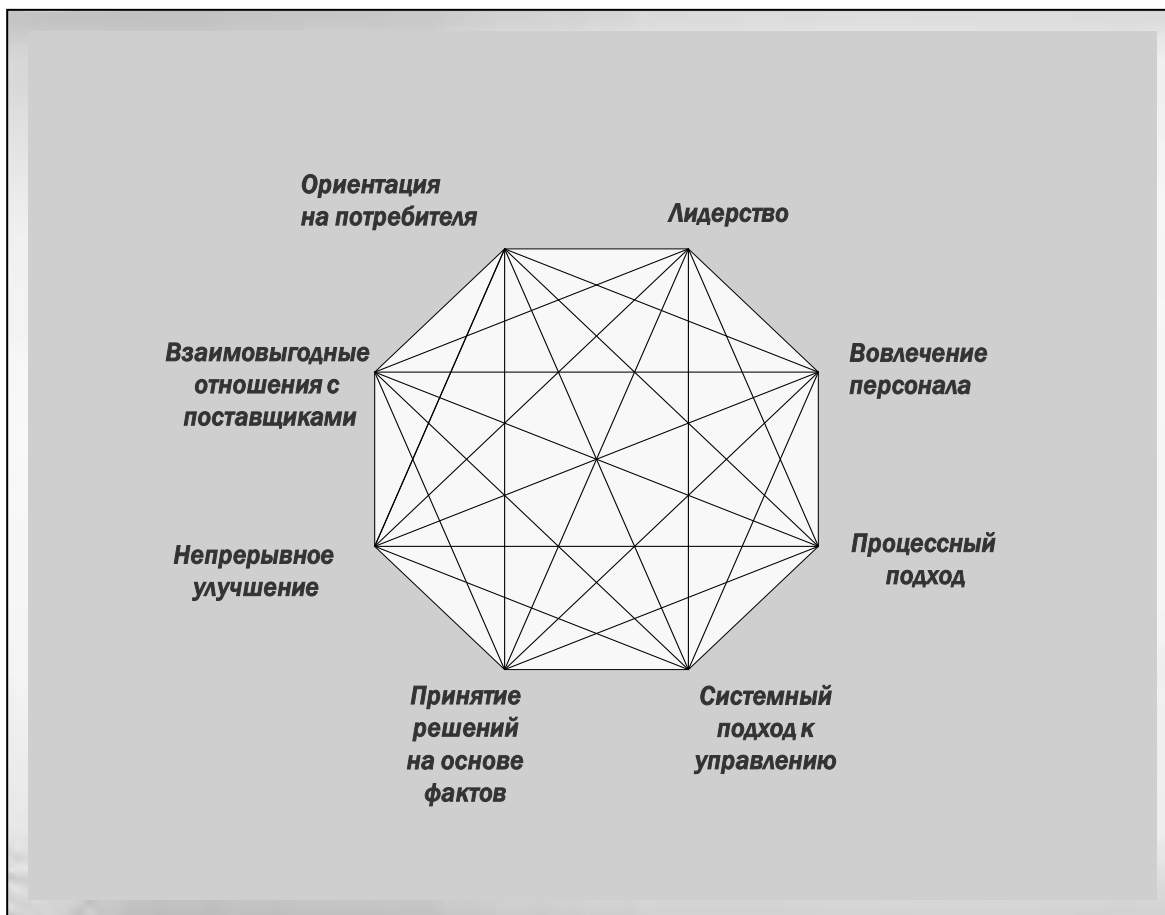 Ориентация
на потребителя
Лидерство
Взаимовыгодные
отношения с
поставщиками
Вовлечение
персонала
Непрерывное
улучшение
Процессный
подход
Принятие
решений
на основе
фактов
Системный
подход к
управлению